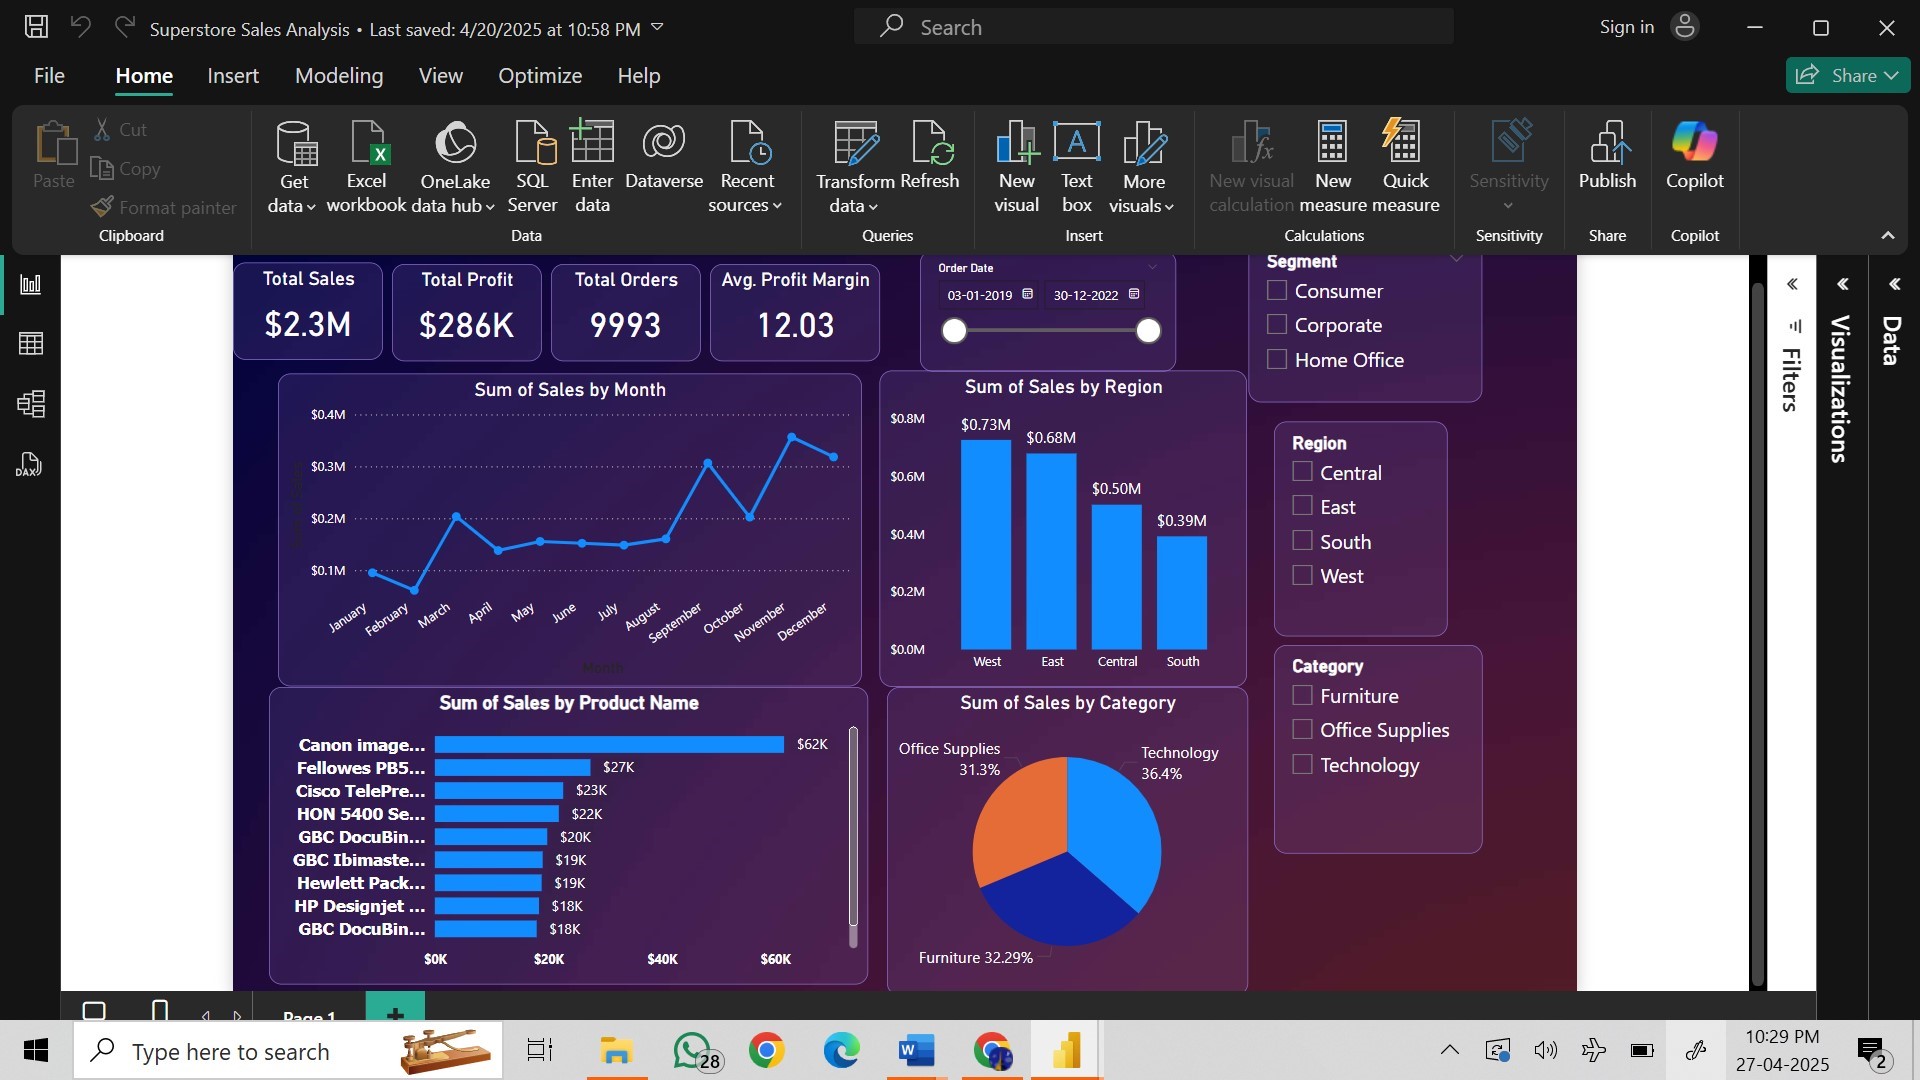 Superstore Sales Analysis • Last saved: 4/20/2025 at 10:58 PM
Search
Sign in
File Home Insert Modeling View Optimize Help
Share
Paste
Cut
Copy
Format painter
Clipboard
Get data
Excel workbook
OneLake data hub
SQL Server
Enter data
Dataverse
Recent sources
Data
Transform data
Refresh
Queries
New visual
Text box
More visuals
Insert
New visual calculation
New measure
Quick measure
Calculations
Sensitivity
Sensitivity
Publish
Share
Copilot
Copilot
DAX
Total Sales
$2.3M
Total Profit
$286K
Total Orders
9993
Avg. Profit Margin
12.03
Order Date
03-01-2019
30-12-2022
Segment
Consumer
Corporate
Home Office
Sum of Sales by Month
$0.4M
$0.3M
$0.2M
$0.1M
January
February
March
April
May
June
July
August
September
October
November
December
Month
Sum of Sales by Region
$0.8M
$0.6M
$0.4M
$0.2M
$0.0M
$0.73M
$0.68M
$0.50M
$0.39M
West
East
Central
South
Region
Central
East
South
West
Sum of Sales by Product Name
Canon image... $62K
Fellowes PB5... $27K
Cisco TelePre... $23K
HON 5400 Se... $22K
GBC DocuBin... $20K
GBC Ibimaste... $19K
Hewlett Pack... $19K
HP Designjet ... $18K
GBC DocuBin... $18K
$0K $20K $40K $60K
Sum of Sales by Category
Office Supplies
31.3%
Technology
36.4%
Furniture 32.29%
Category
Furniture
Office Supplies
Technology
Filters
Visualizations
Data
Page 1
Type here to search
28
10:29 PM
27-04-2025
2